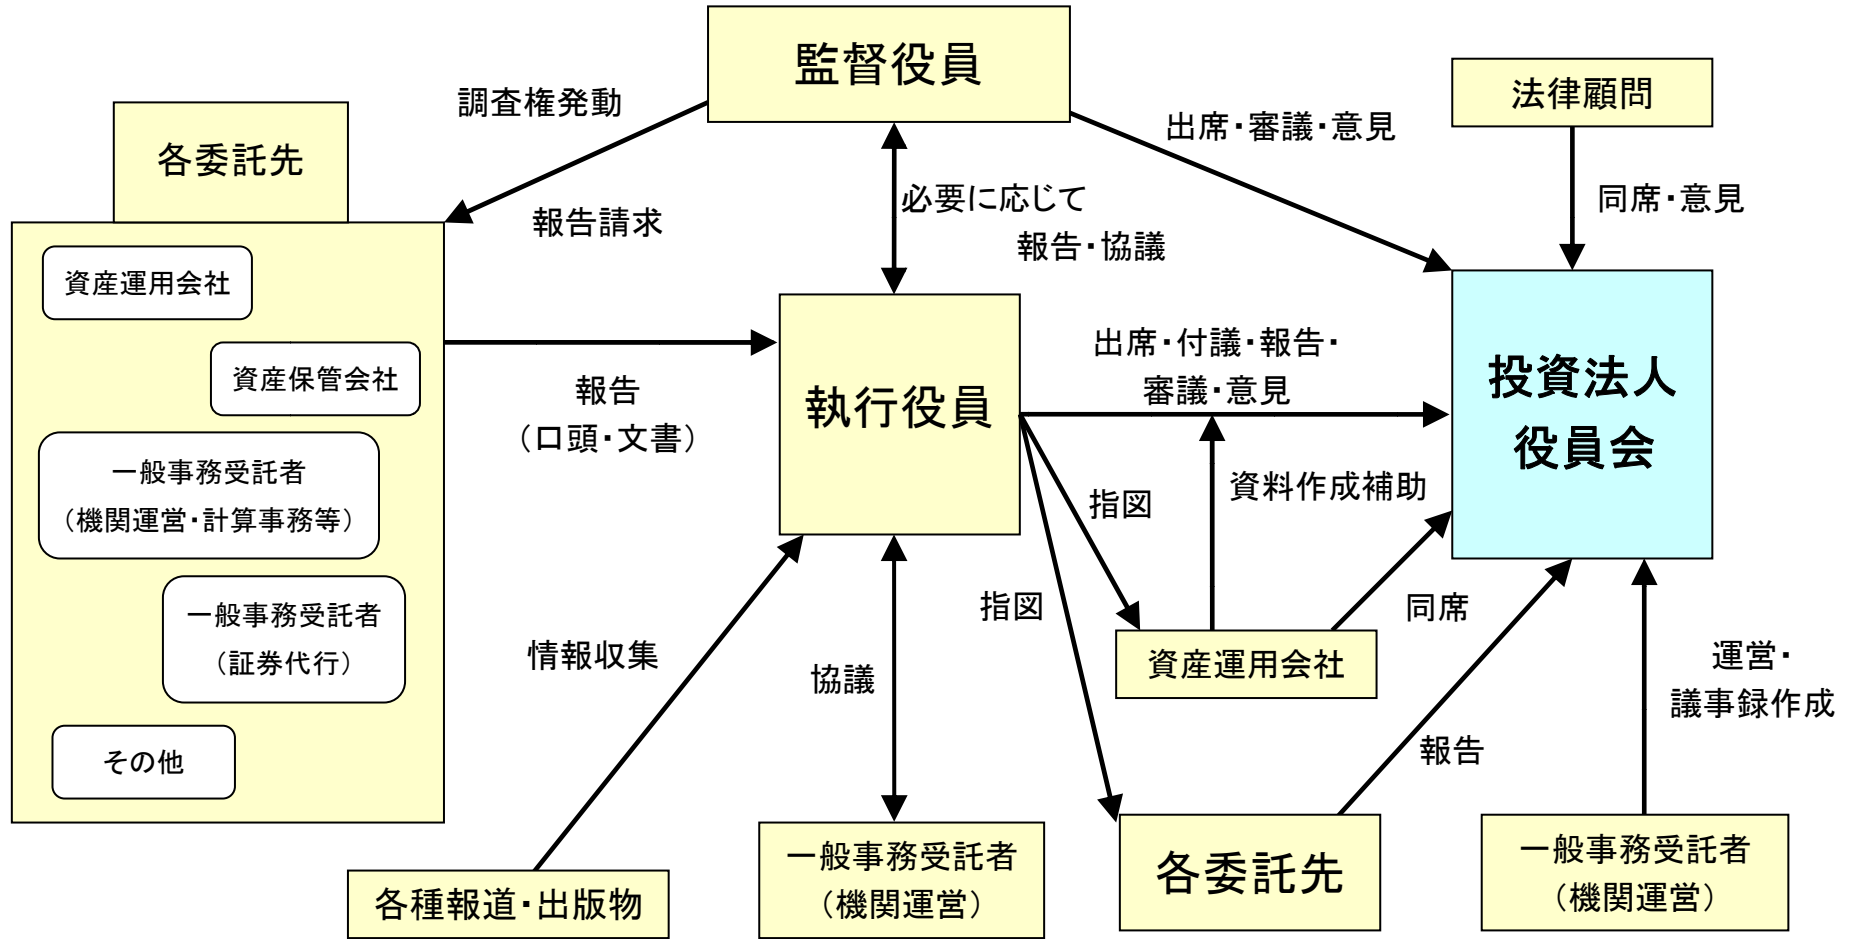 監督役員
法律顧問
調査権発動
出席・審議・意見
各委託先
必要に応じて
報告・協議
同席・意見
報告請求
資産運用会社
資産保管会社
一般事務受託者
（機関運営・計算事務等）
一般事務受託者
（証券代行）
その他
報告
（口頭・文書）
執行役員
出席・付議・報告・
審議・意見
投資法人
役員会
指図
資料作成補助
指図
同席
資産運用会社
情報収集
協議
運営・
議事録作成
報告
各種報道・出版物
一般事務受託者
（機関運営）
各委託先
一般事務受託者
（機関運営）